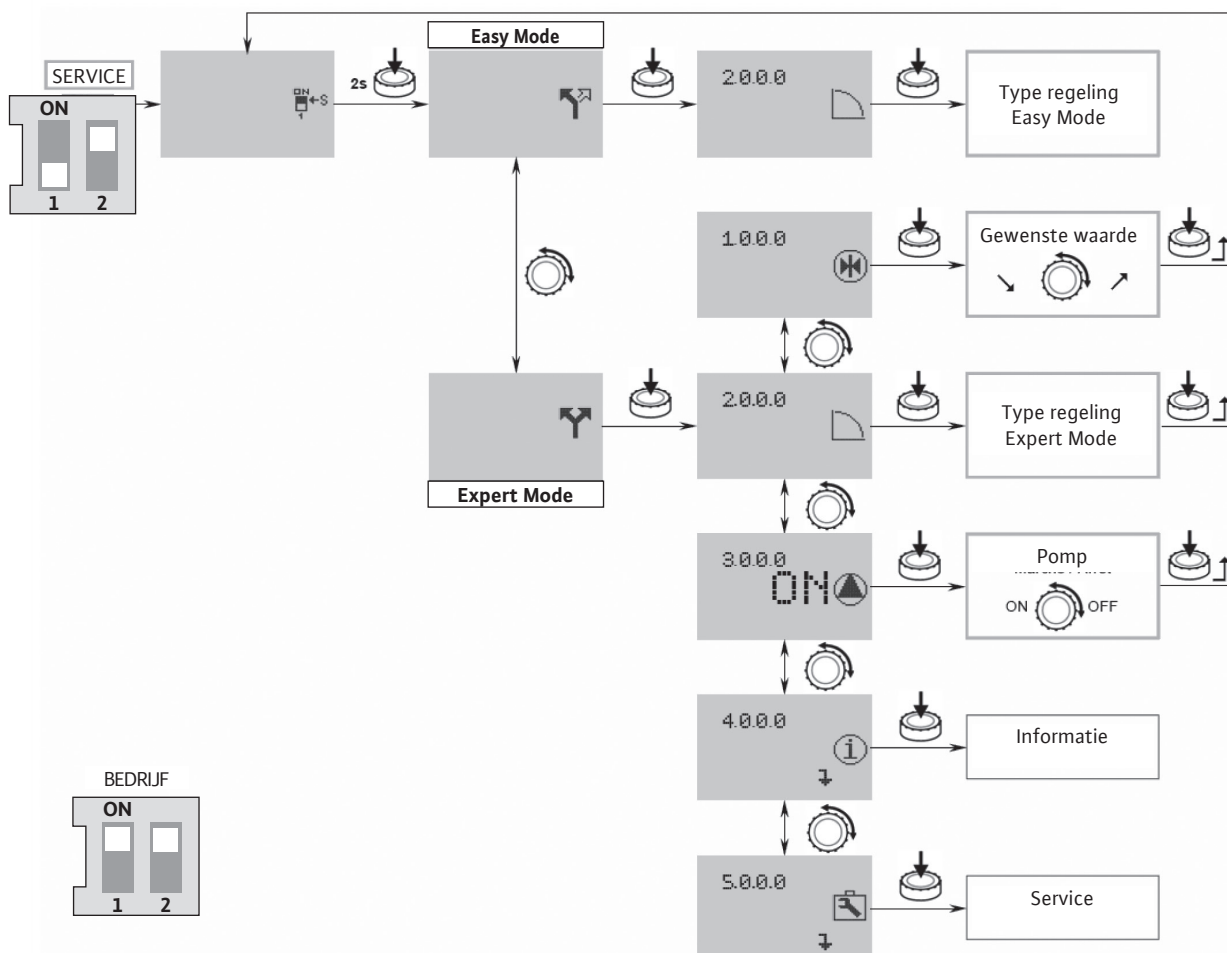 Easy Mode
SERVICE
ON
1 2
ON
S
1
2s
2.0.0.0
Type regeling
Easy Mode
1.0.0.0
Gewenste waarde
Expert Mode
2.0.0.0
Type regeling
Expert Mode
3.0.0.0
ON
Pomp
ON OFF
4.0.0.0
i
Informatie
BEDRIJF
ON
1 2
5.0.0.0
Service